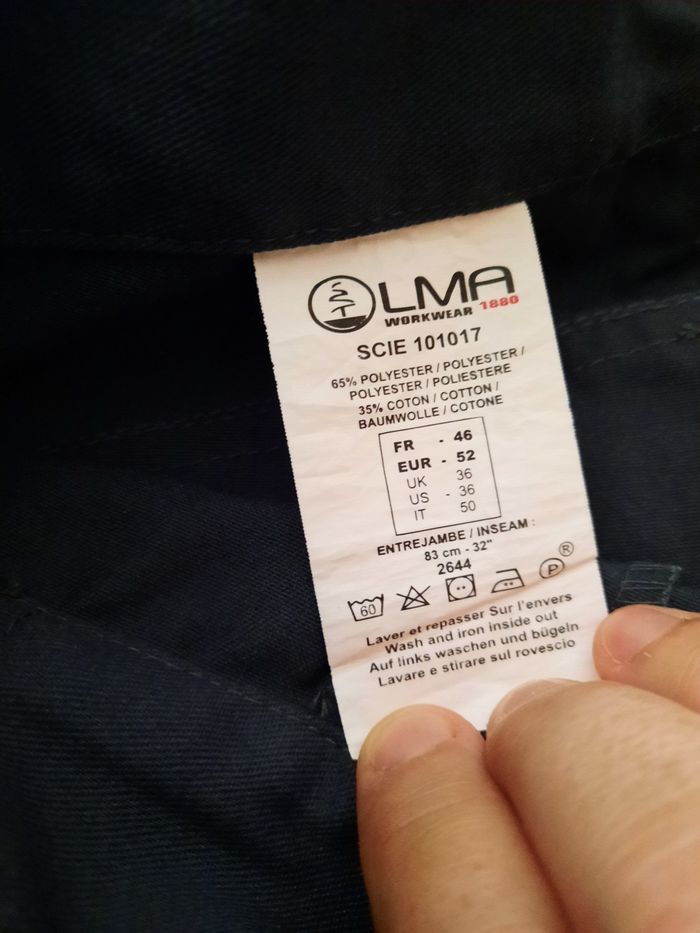 LMA
WORKWEAR 1880
SCIE 101017
65% POLYESTER / POLYESTER /
POLYESTER / POLIESTERE
35% COTON / COTTON /
BAUMWOLLE / COTONE
FR - 46
EUR - 52
UK 36
US - 36
IT 50
ENTREJAMBE / INSEAM :
83 cm - 32"
2644
60 P ®
Laver et repasser Sur l'envers
Wash and iron inside out
Auf links waschen und bügeln
Lavare e stirare sul rovescio